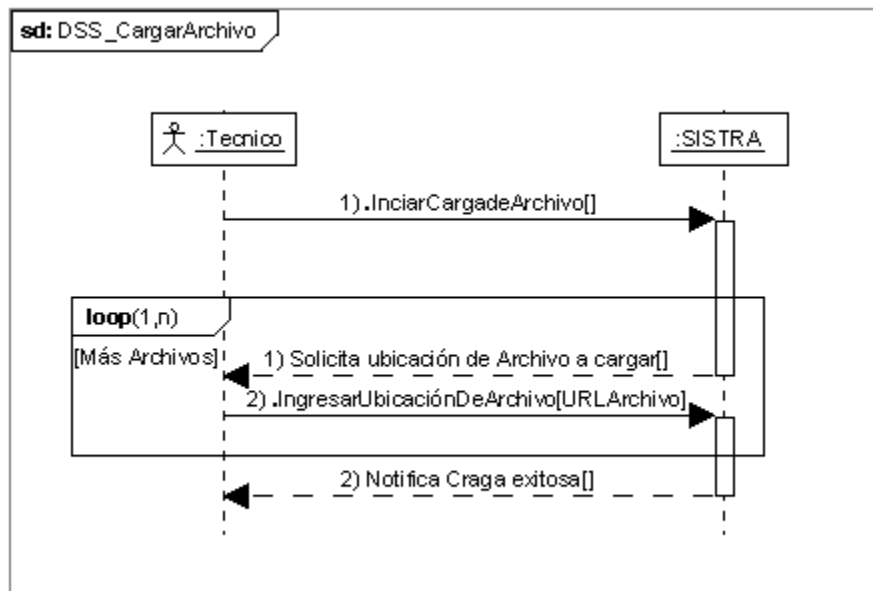 sd: DSS_CargarArchivo
:Tecnico
:SISTRA
1) .InciarCargadeArchivo[]
loop(1,n)
[Más Archivos]
1) Solicita ubicación de Archivo a cargar[]
2) .IngresarUbicaciónDeArchivo[URLArchivo]
2) Notifica Craga exitosa[]